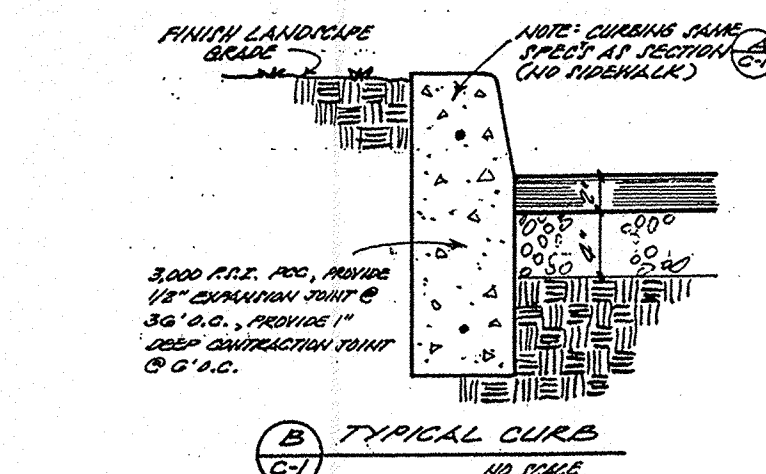 FINISH LANDSCAPE
GRADE
NOTE: CURBING SAME
SPEC'S AS SECTION
(NO SIDEWALK)
A
C-1
3,000 P.S.I. PCC, PROVIDE
1/2" EXPANSION JOINT @
36' O.C., PROVIDE 1"
DEEP CONTRACTION JOINT
@ 6' O.C.
B
C-1
TYPICAL CURB
NO SCALE